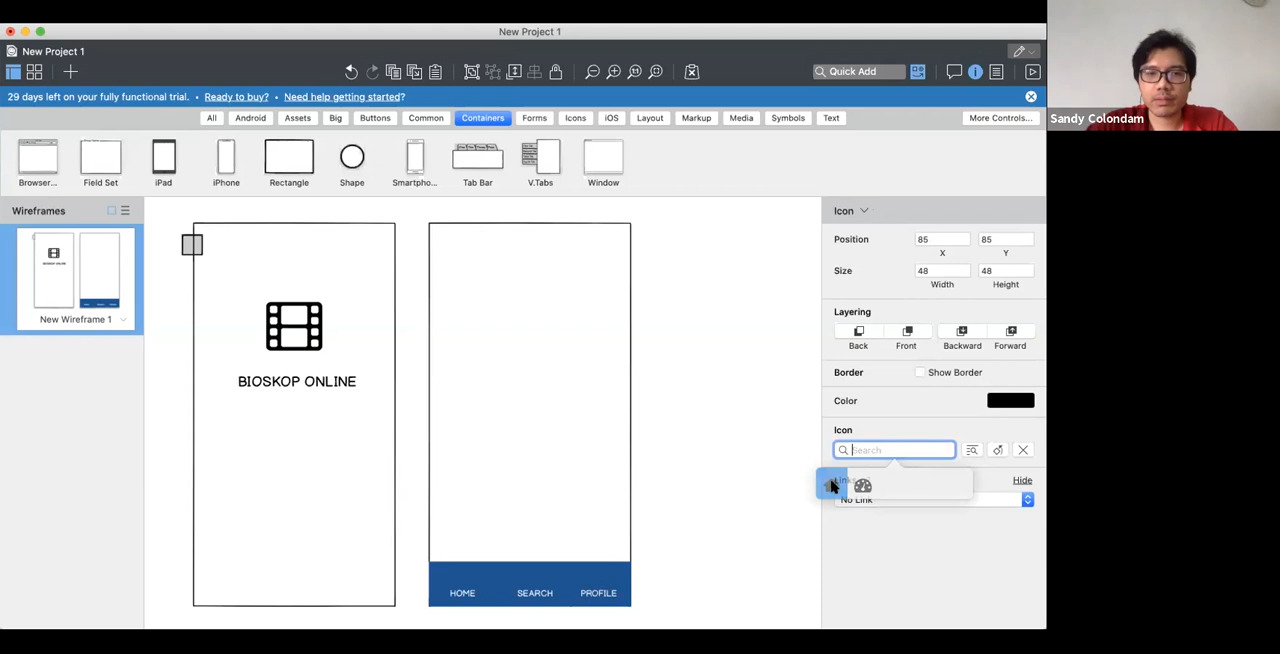 New Project 1
New Project 1
Quick Add
29 days left on your fully functional trial. • Ready to buy? • Need help getting started?
All Android Assets Big Buttons Common Containers Forms Icons iOS Layout Markup Media Symbols Text More Controls...
Browser... Field Set iPad iPhone Rectangle Shape Smartpho... Tab Bar V.Tabs Window
Sandy Colondam
Wireframes
New Wireframe 1
BIOSKOP ONLINE
BIOSKOP ONLINE
HOME SEARCH PROFILE
Icon
Position 85 85
X Y
Size 48 48
Width Height
Layering
Back Front Backward Forward
Border Show Border
Color
Icon
Search
Links Hide
No Link